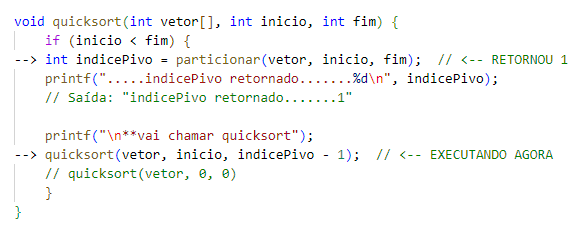 void quicksort(int vetor[], int inicio, int fim) {
    if (inicio < fim) {
--> int indicePivo = particionar(vetor, inicio, fim);  // <-- RETORNOU 1
    printf(".....indicePivo retornado.......%d\n", indicePivo);
    // Saída: "indicePivo retornado.......1"

    printf("\n**vai chamar quicksort");
--> quicksort(vetor, inicio, indicePivo - 1);  // <-- EXECUTANDO AGORA
    // quicksort(vetor, 0, 0)
    }
}